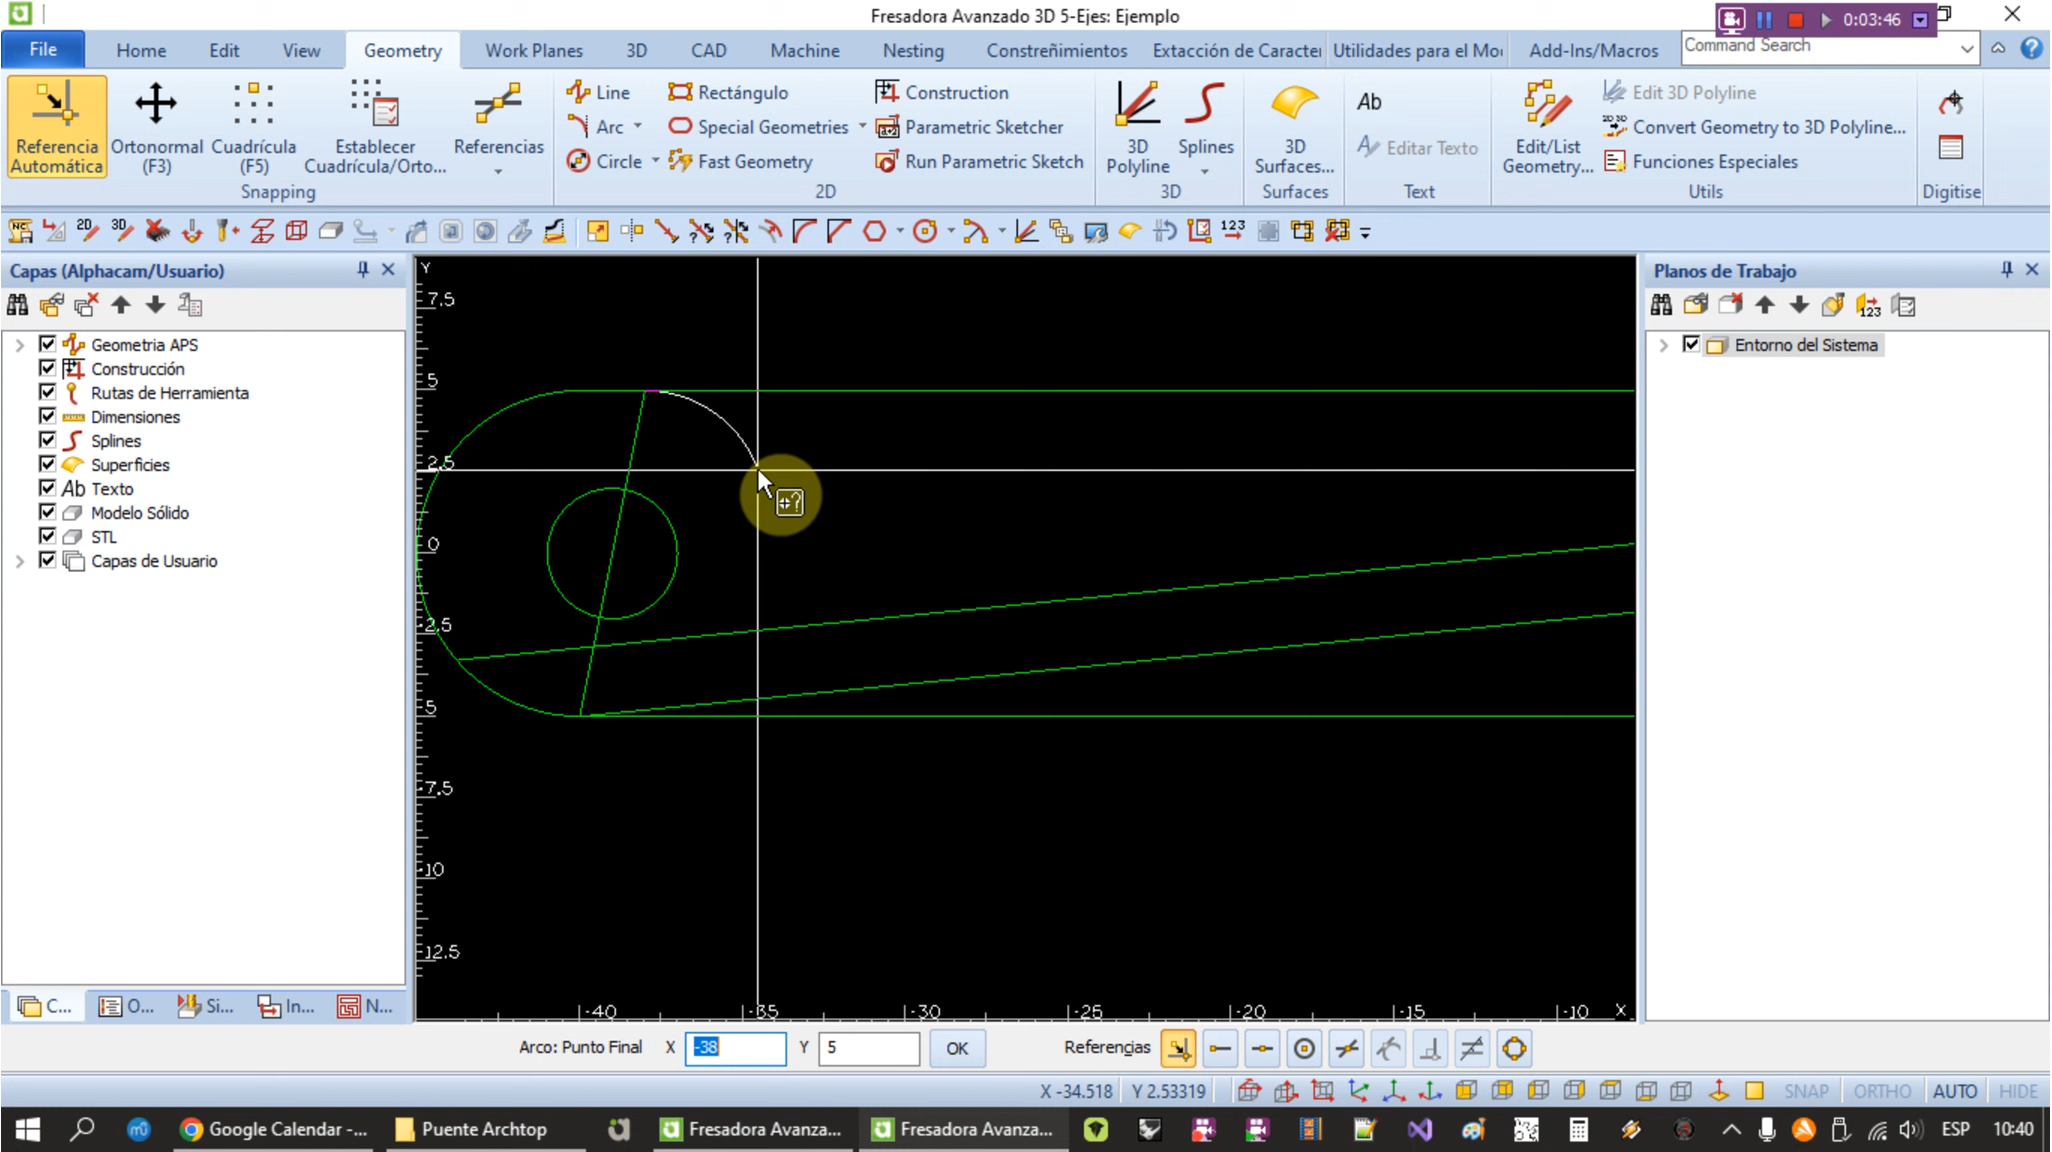 Fresadora Avanzado 3D 5-Ejes: Ejemplo
0:03:46
File
Home
Edit
View
Geometry
Work Planes
3D
CAD
Machine
Nesting
Constreñimientos
Extacción de Caracte
Utilidades para el Mo
Add-Ins/Macros
Command Search
Referencia
Automática
Ortonormal
(F3)
Cuadrícula
(F5)
Establecer
Cuadrícula/Orto...
Referencias
Snapping
Line
Arc
Circle
Rectángulo
Special Geometries
Fast Geometry
Construction
Parametric Sketcher
Run Parametric Sketch
2D
3D
Polyline
Splines
3D
3D
Surfaces...
Surfaces
Ab
Editar Texto
Text
Edit/List
Geometry...
Edit 3D Polyline
Convert Geometry to 3D Polyline...
Funciones Especiales
Utils
Digitise
NC
2D
3D
123
Capas (Alphacam/Usuario)
Geometria APS
Construcción
Rutas de Herramienta
Dimensiones
Splines
Superficies
Ab Texto
Modelo Sólido
STL
Capas de Usuario
C...
O...
Si...
In...
N...
Y
7.5
5
2.5
0
-2.5
-5
-7.5
-10
-12.5
-40
-35
-30
-25
-20
-15
-10
X
Planos de Trabajo
123
Entorno del Sistema
Arco: Punto Final
X
-38
Y
5
OK
Referencias
X -34.518
Y 2.53319
SNAP
ORTHO
AUTO
HIDE
Google Calendar -...
Puente Archtop
Fresadora Avanza...
Fresadora Avanza...
ESP
10:40